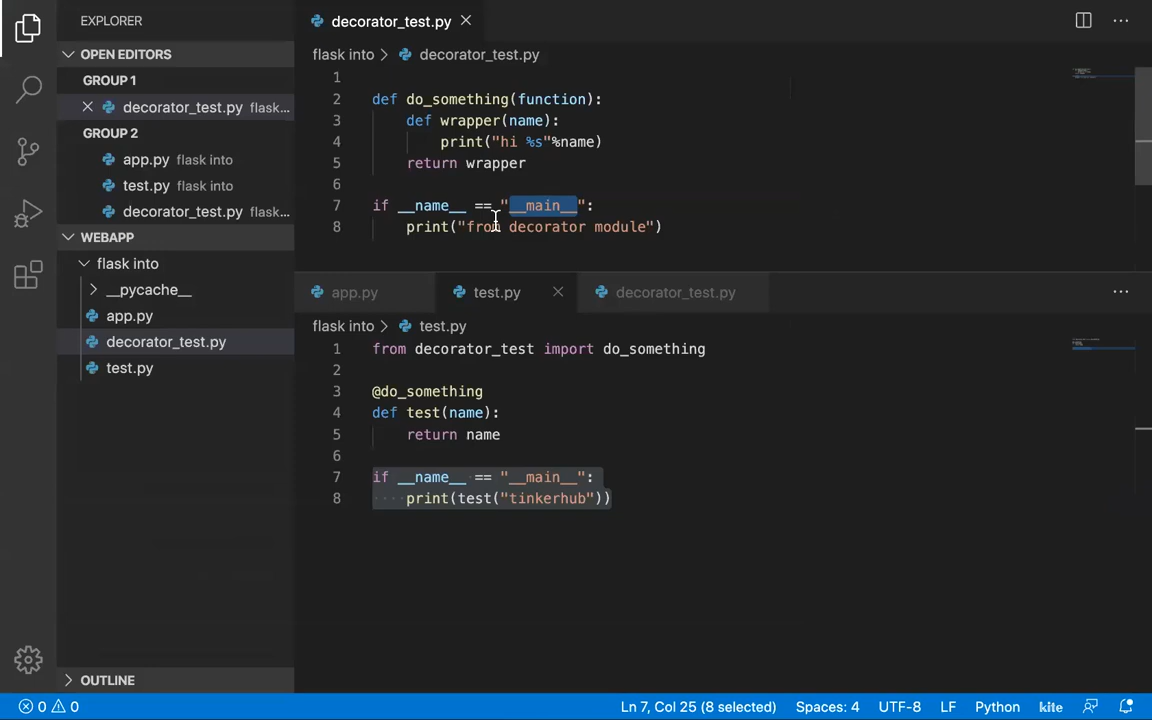 EXPLORER
OPEN EDITORS
GROUP 1
decorator_test.py flask...
GROUP 2
app.py flask into
test.py flask into
decorator_test.py flask...
WEBAPP
flask into
__pycache__
app.py
decorator_test.py
test.py
OUTLINE
decorator_test.py
flask into > decorator_test.py
1
2 def do_something(function):
3     def wrapper(name):
4         print("hi %s"%name)
5     return wrapper
6
7 if __name__ == "__main__":
8     print("from decorator module")
app.py test.py decorator_test.py
flask into > test.py
1 from decorator_test import do_something
2
3 @do_something
4 def test(name):
5     return name
6
7 if __name__ == "__main__":
8     print(test("tinkerhub"))
0 0 Ln 7, Col 25 (8 selected) Spaces: 4 UTF-8 LF Python kite